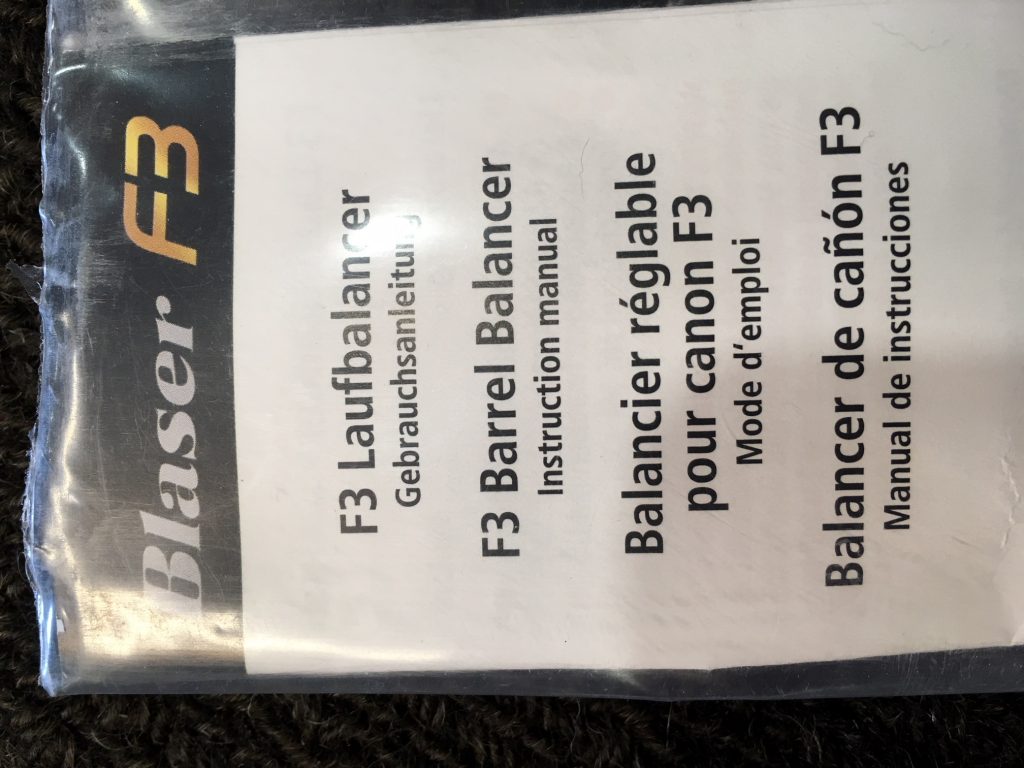 Blaser F3
F3 Laufbalancer
Gebrauchsanleitung
F3 Barrel Balancer
Instruction manual
Balancier réglable
pour canon F3
Mode d‘emploi
Balancer de cañón F3
Manual de instrucciones